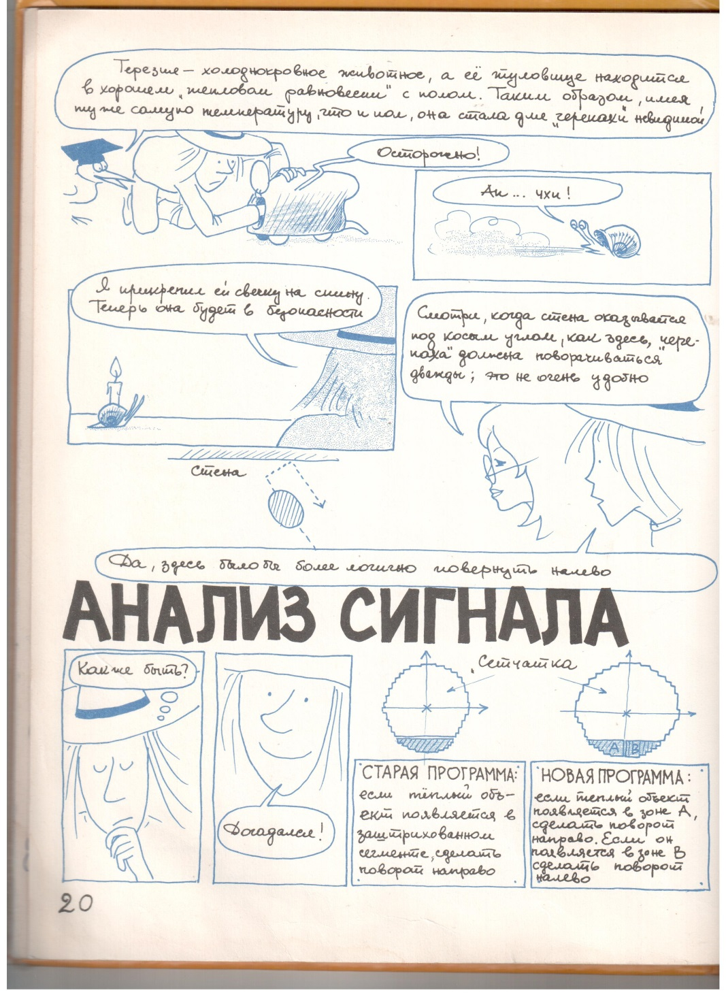 Терезие — холоднокровное животное, а её туловище находится
в хорошем „тепловом равновесии“ с полом. Таким образом, имея
ту же самую температуру, что и пол, она стала для „черепахи“ невидимой
Осторожно!
Ап... чхи!
Я прикрепил ей свечку на спину.
Теперь она будет в безопасности
Смотри, когда стена оказывается
под косым углом, как здесь, „чере-
паха“ должна поворачиваться
дважды; это не очень удобно
Стена
Да, здесь было бы более логично повернуть налево
АНАЛИЗ СИГНАЛА
Как же быть?
Догадался!
Сетчатка
А В
СТАРАЯ ПРОГРАММА:
если тёплый объ-
ект появляется в
заштрихованном
сегменте, сделать
поворот направо
НОВАЯ ПРОГРАММА:
если теплый объект
появляется в зоне А,
сделать поворот
направо. Если он
появляется в зоне В
сделать поворот
налево
20